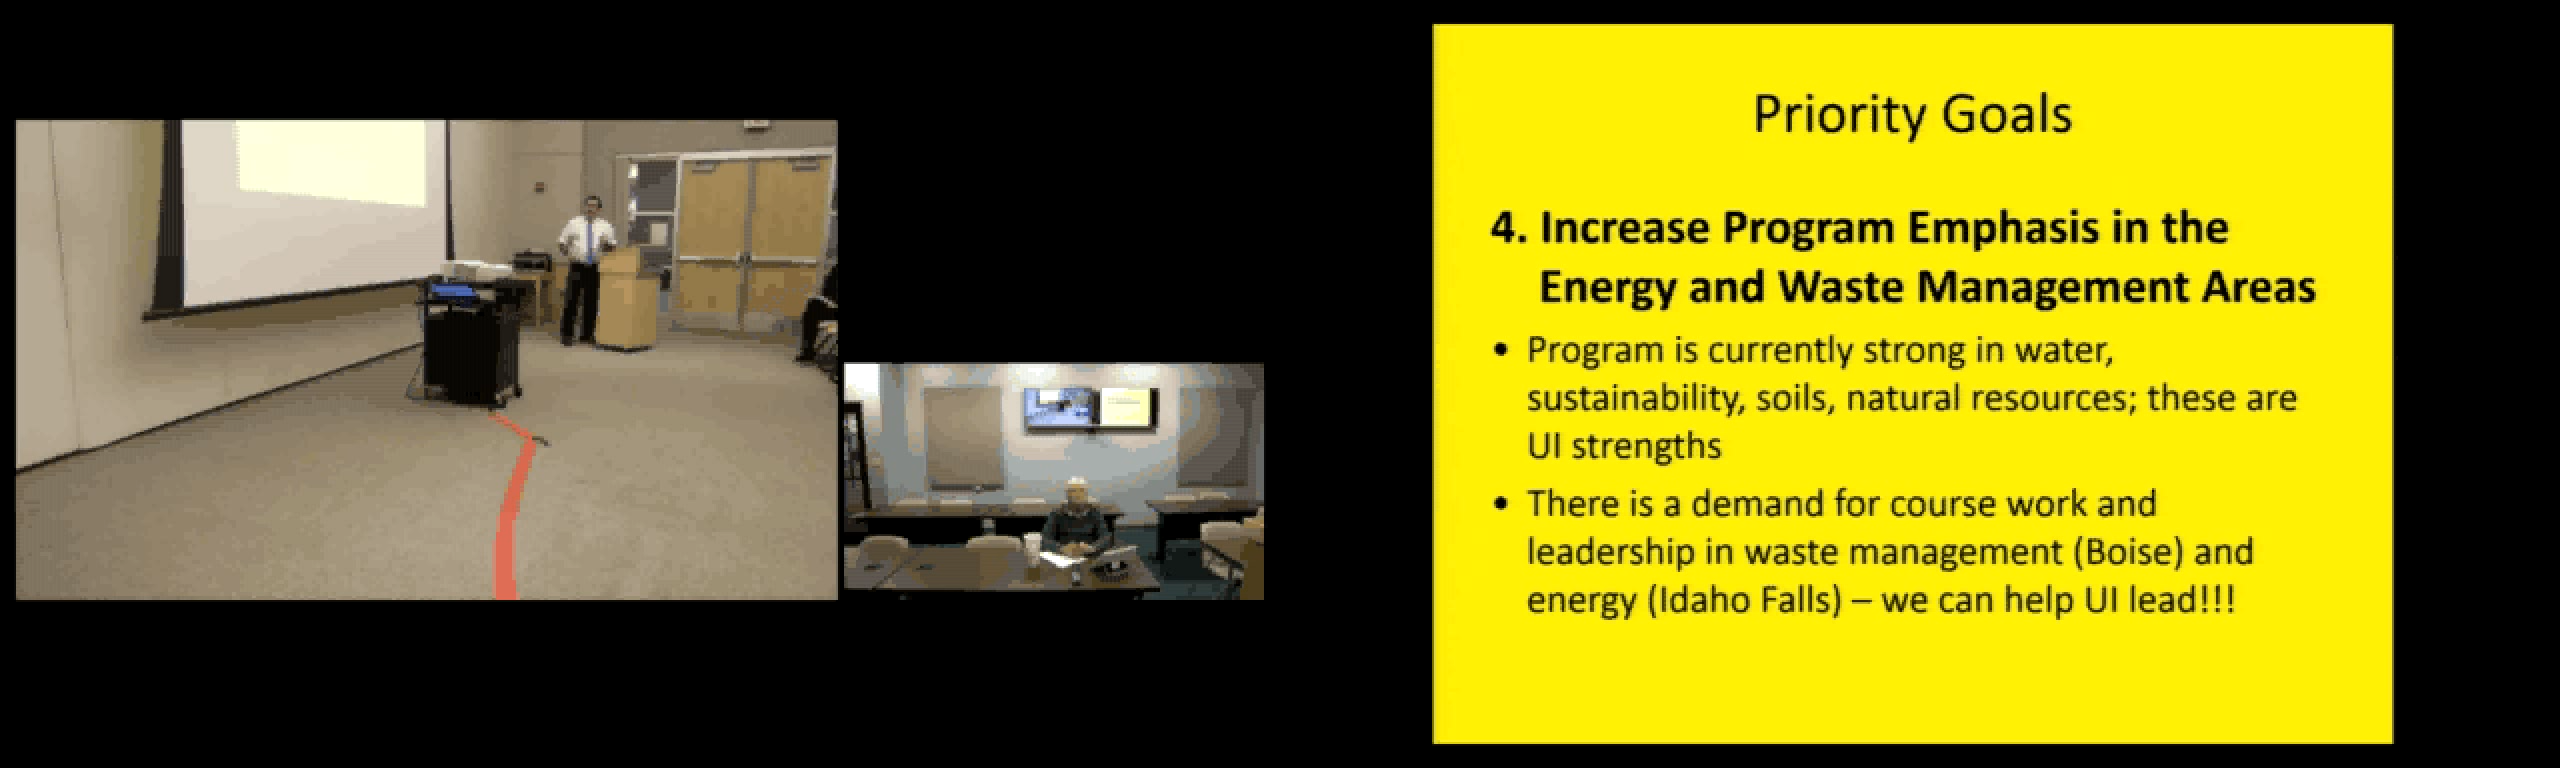 Priority Goals
4. Increase Program Emphasis in the
Energy and Waste Management Areas
• Program is currently strong in water,
sustainability, soils, natural resources; these are
UI strengths
• There is a demand for course work and
leadership in waste management (Boise) and
energy (Idaho Falls) – we can help UI lead!!!